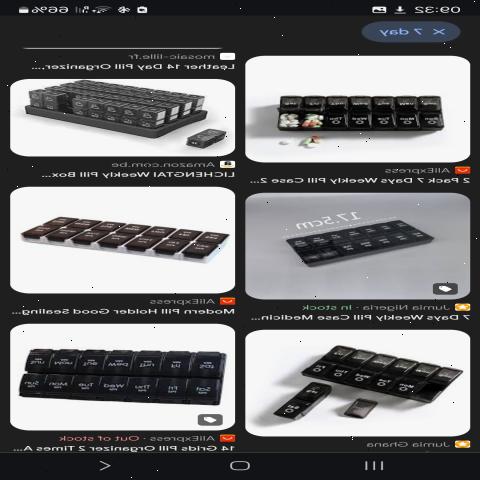 09:32
66%
7 day
mosaic-lille.fr
Leather 14 Day Pill Organizer...
AliExpress
2 Pack 7 Days Weekly Pill Case 2...
Amazon.com.be
LICHENGTAI Weekly Pill Box...
17.5cm
Jumia Nigeria · In stock
7 Days Weekly Pill Case Medicin...
AliExpress
Modern Pill Holder Good Sealing...
Sun Mon Tue Wed Thu Fri Sat
Jumia Ghana
AliExpress · Out of stock
14 Grids Pill Organizer 2 Times A...